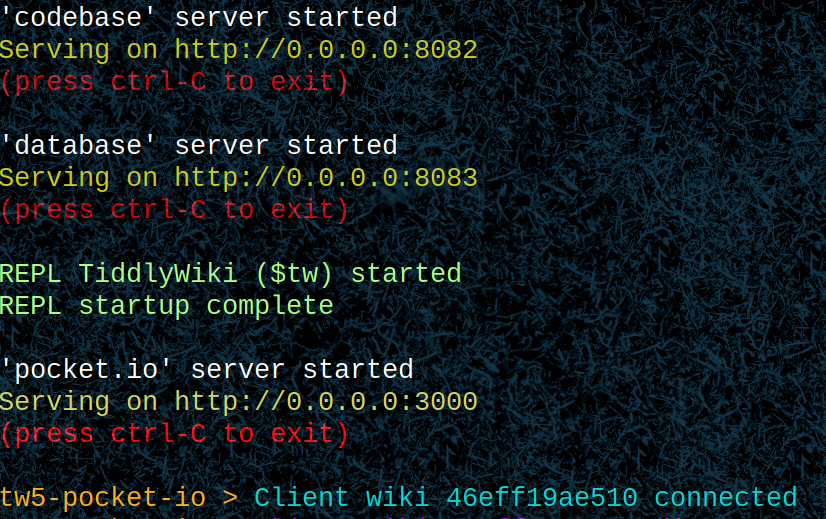 'codebase' server started
Serving on http://0.0.0.0:8082
(press ctrl-C to exit)
'database' server started
Serving on http://0.0.0.0:8083
(press ctrl-C to exit)
REPL TiddlyWiki ($tw) started
REPL startup complete
'pocket.io' server started
Serving on http://0.0.0.0:3000
(press ctrl-C to exit)
tw5-pocket-io > Client wiki 46eff19ae510 connected